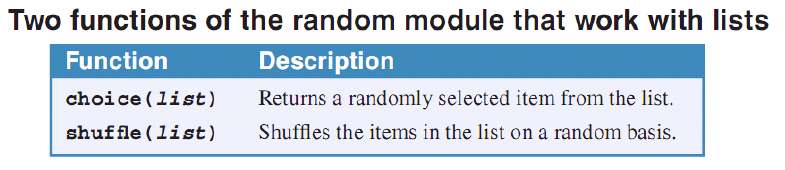 Two functions of the random module that work with lists
Function Description
choice(list) Returns a randomly selected item from the list.
shuffle(list) Shuffles the items in the list on a random basis.